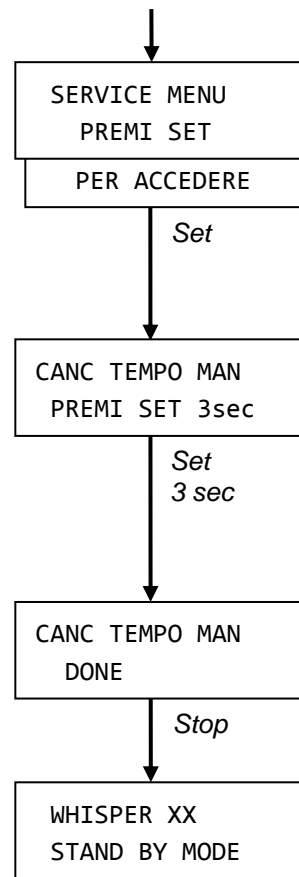 SERVICE MENU
PREMI SET
PER ACCEDERE
Set
CANC TEMPO MAN
PREMI SET 3sec
Set
3 sec
CANC TEMPO MAN
DONE
Stop
WHISPER XX
STAND BY MODE